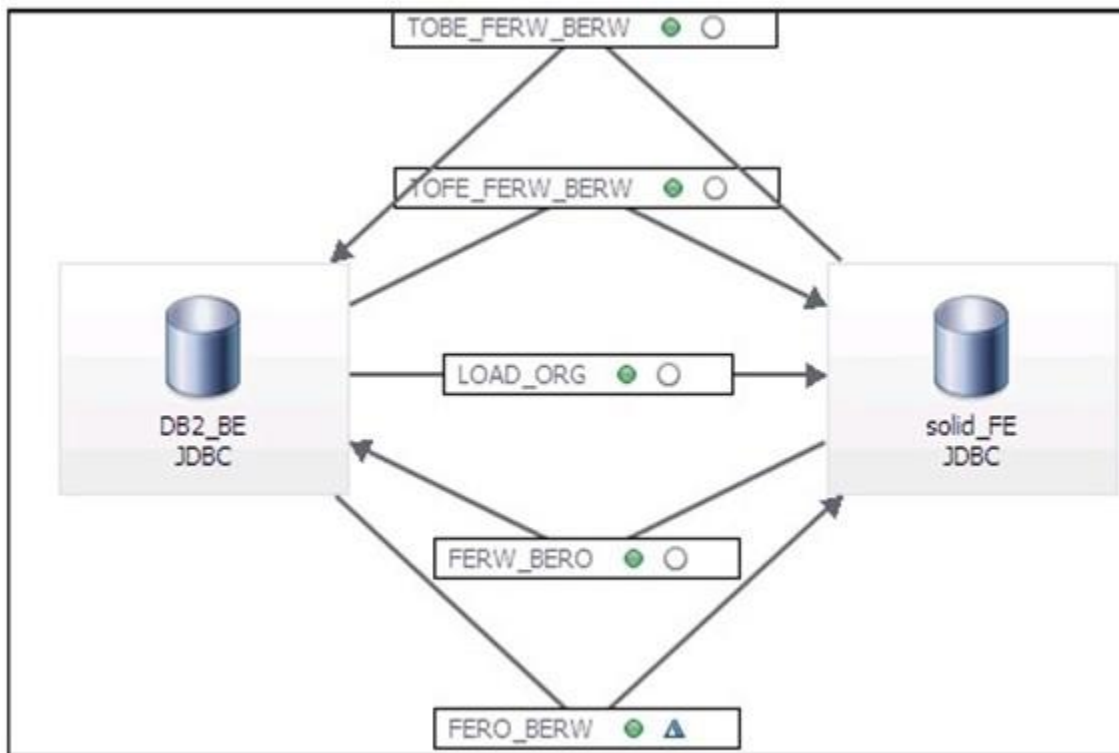 TOBE_FERW_BERW
TOFE_FERW_BERW
DB2_BE
JDBC
LOAD_ORG
solid_FE
JDBC
FERW_BERO
FERO_BERW